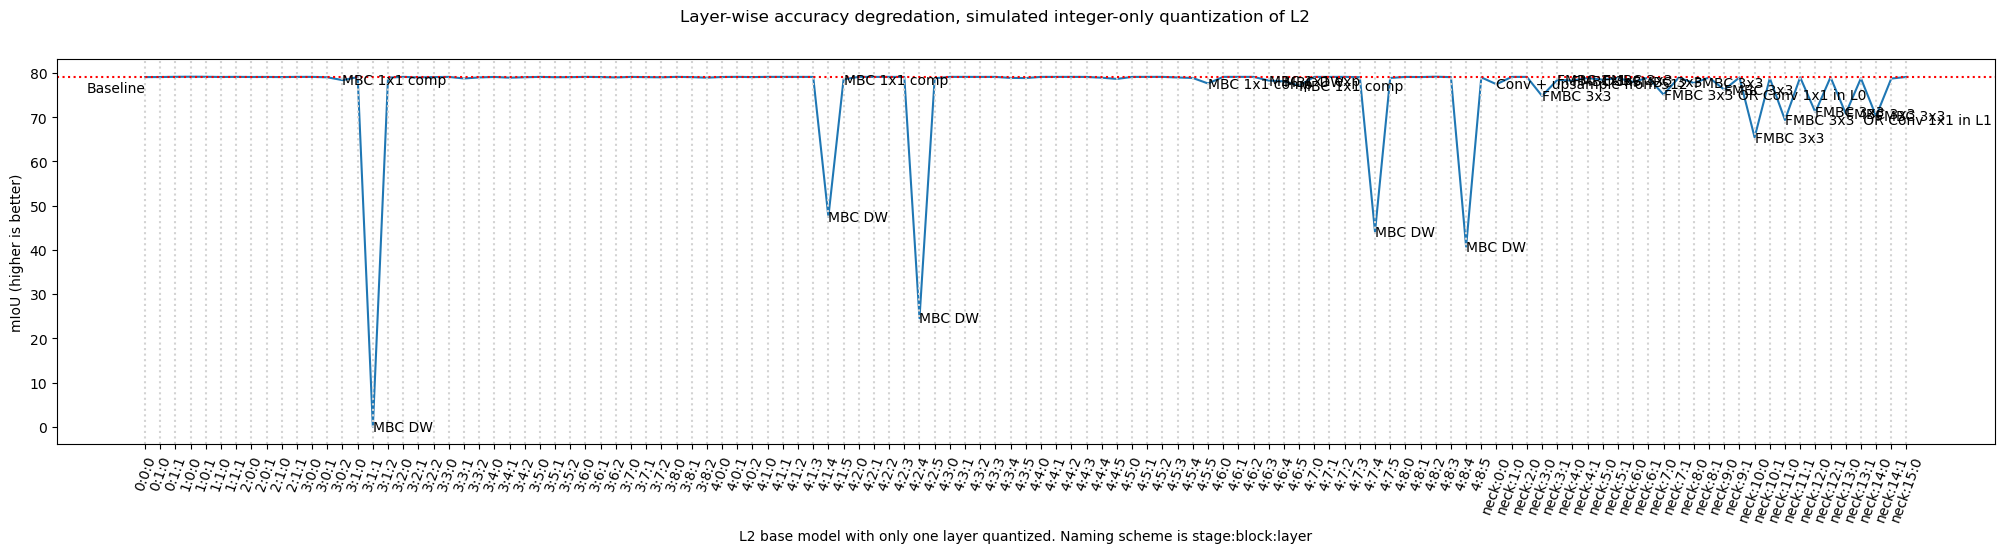 Layer-wise accuracy degredation, simulated integer-only quantization of L2
mIoU (higher is better)
80
70
60
50
40
30
20
10
0
Baseline
MBC 1x1 comp
MBC DW
MBC DW
MBC 1x1 comp
MBC DW
MBC 1x1 comp
MBC 1x1 comp
MBC DW
MBC DW
Conv + upsample from S12
FMBC 3x3
FMBC 3x3
FMBC 3x3 OR Conv 1x1 in L0
FMBC 3x3
FMBC 3x3
FMBC 3x3
FMBC 3x3 OR Conv 1x1 in L1
FMBC 3x3
FMBC 3x3
FMBC 3x3
0:0:0
0:1:0
0:1:1
1:0:0
1:0:1
1:1:0
1:1:1
2:0:0
2:0:1
2:1:0
2:1:1
3:0:0
3:0:1
3:0:2
3:1:0
3:1:1
3:1:2
3:2:0
3:2:1
3:2:2
3:3:0
3:3:1
3:3:2
3:4:0
3:4:1
3:4:2
3:5:0
3:5:1
3:5:2
3:6:0
3:6:1
3:6:2
3:7:0
3:7:1
3:7:2
3:8:0
3:8:1
3:8:2
4:0:0
4:0:1
4:0:2
4:1:0
4:1:1
4:1:2
4:1:3
4:1:4
4:1:5
4:2:0
4:2:1
4:2:2
4:2:3
4:2:4
4:2:5
4:3:0
4:3:1
4:3:2
4:3:3
4:3:4
4:3:5
4:4:0
4:4:1
4:4:2
4:4:3
4:4:4
4:4:5
4:5:0
4:5:1
4:5:2
4:5:3
4:5:4
4:5:5
4:6:0
4:6:1
4:6:2
4:6:3
4:6:4
4:6:5
4:7:0
4:7:1
4:7:2
4:7:3
4:7:4
4:7:5
4:8:0
4:8:1
4:8:2
4:8:3
4:8:4
4:8:5
neck:0:0
neck:1:0
neck:2:0
neck:3:0
neck:3:1
neck:4:0
neck:4:1
neck:5:0
neck:5:1
neck:6:0
neck:6:1
neck:7:0
neck:7:1
neck:8:0
neck:8:1
neck:9:0
neck:9:1
neck:10:0
neck:10:1
neck:11:0
neck:11:1
neck:12:0
neck:12:1
neck:13:0
neck:13:1
neck:14:0
neck:14:1
neck:15:0
L2 base model with only one layer quantized. Naming scheme is stage:block:layer